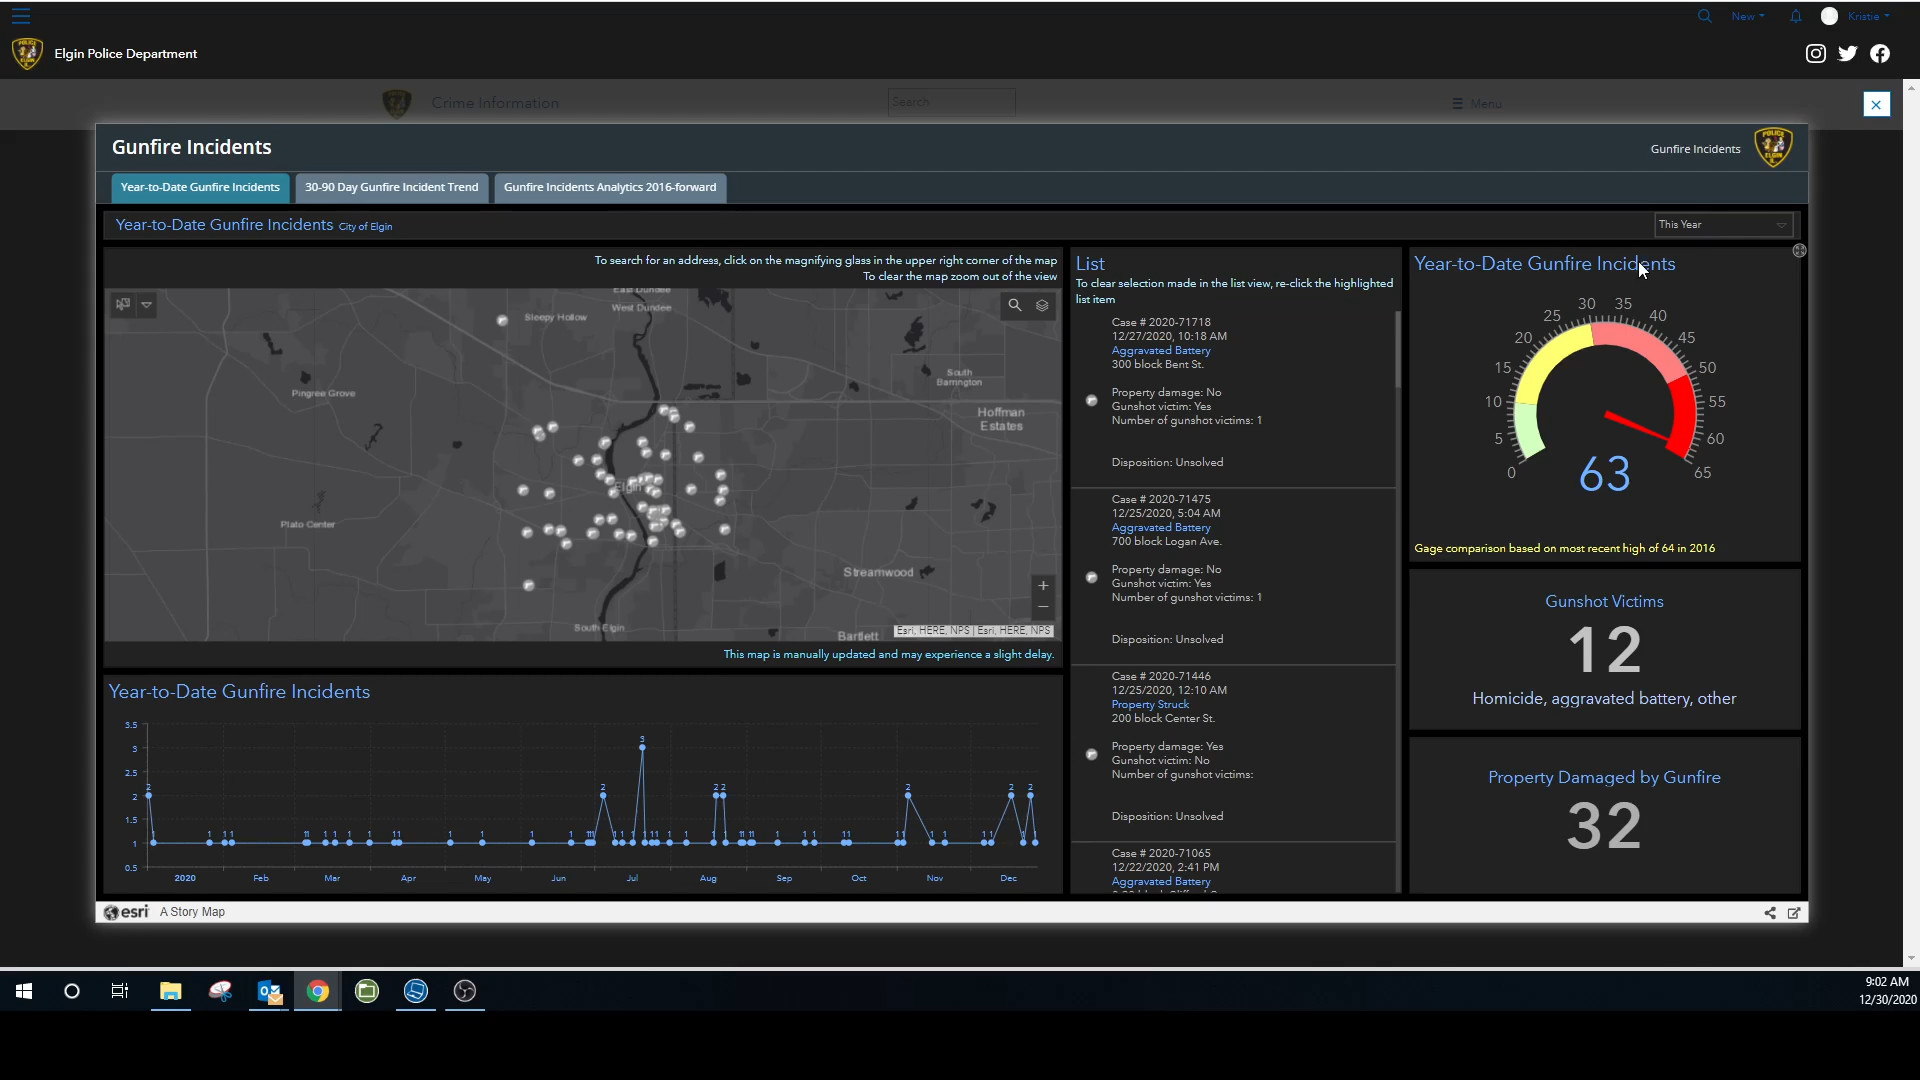 New
Kristie
Elgin Police Department
Crime Information
Search
Menu
Gunfire Incidents
Gunfire Incidents
Year-to-Date Gunfire Incidents
30-90 Day Gunfire Incident Trend
Gunfire Incidents Analytics 2016-forward
Year-to-Date Gunfire Incidents City of Elgin
This Year
To search for an address, click on the magnifying glass in the upper right corner of the map
To clear the map zoom out of the view
East Dundee
West Dundee
Sleepy Hollow
South
Barrington
Pingree Grove
Hoffman
Estates
Elgin
Plato Center
Streamwood
South Elgin
Bartlett
Esri, HERE, NPS | Esri, HERE, NPS
This map is manually updated and may experience a slight delay.
Year-to-Date Gunfire Incidents
3.5
3
2.5
2
1.5
1
0.5
2020 Feb Mar Apr May Jun Jul Aug Sep Oct Nov Dec
List
To clear selection made in the list view, re-click the highlighted
list item
Case # 2020-71718
12/27/2020, 10:18 AM
Aggravated Battery
300 block Bent St.
Property damage: No
Gunshot victim: Yes
Number of gunshot victims: 1
Disposition: Unsolved
Case # 2020-71475
12/25/2020, 5:04 AM
Aggravated Battery
700 block Logan Ave.
Property damage: No
Gunshot victim: Yes
Number of gunshot victims: 1
Disposition: Unsolved
Case # 2020-71446
12/25/2020, 12:10 AM
Property Struck
200 block Center St.
Property damage: Yes
Gunshot victim: No
Number of gunshot victims:
Disposition: Unsolved
Case # 2020-71065
12/22/2020, 2:41 PM
Aggravated Battery
Year-to-Date Gunfire Incidents
0 5 10 15 20 25 30 35 40 45 50 55 60 65
63
Gage comparison based on most recent high of 64 in 2016
Gunshot Victims
12
Homicide, aggravated battery, other
Property Damaged by Gunfire
32
esri A Story Map
9:02 AM
12/30/2020